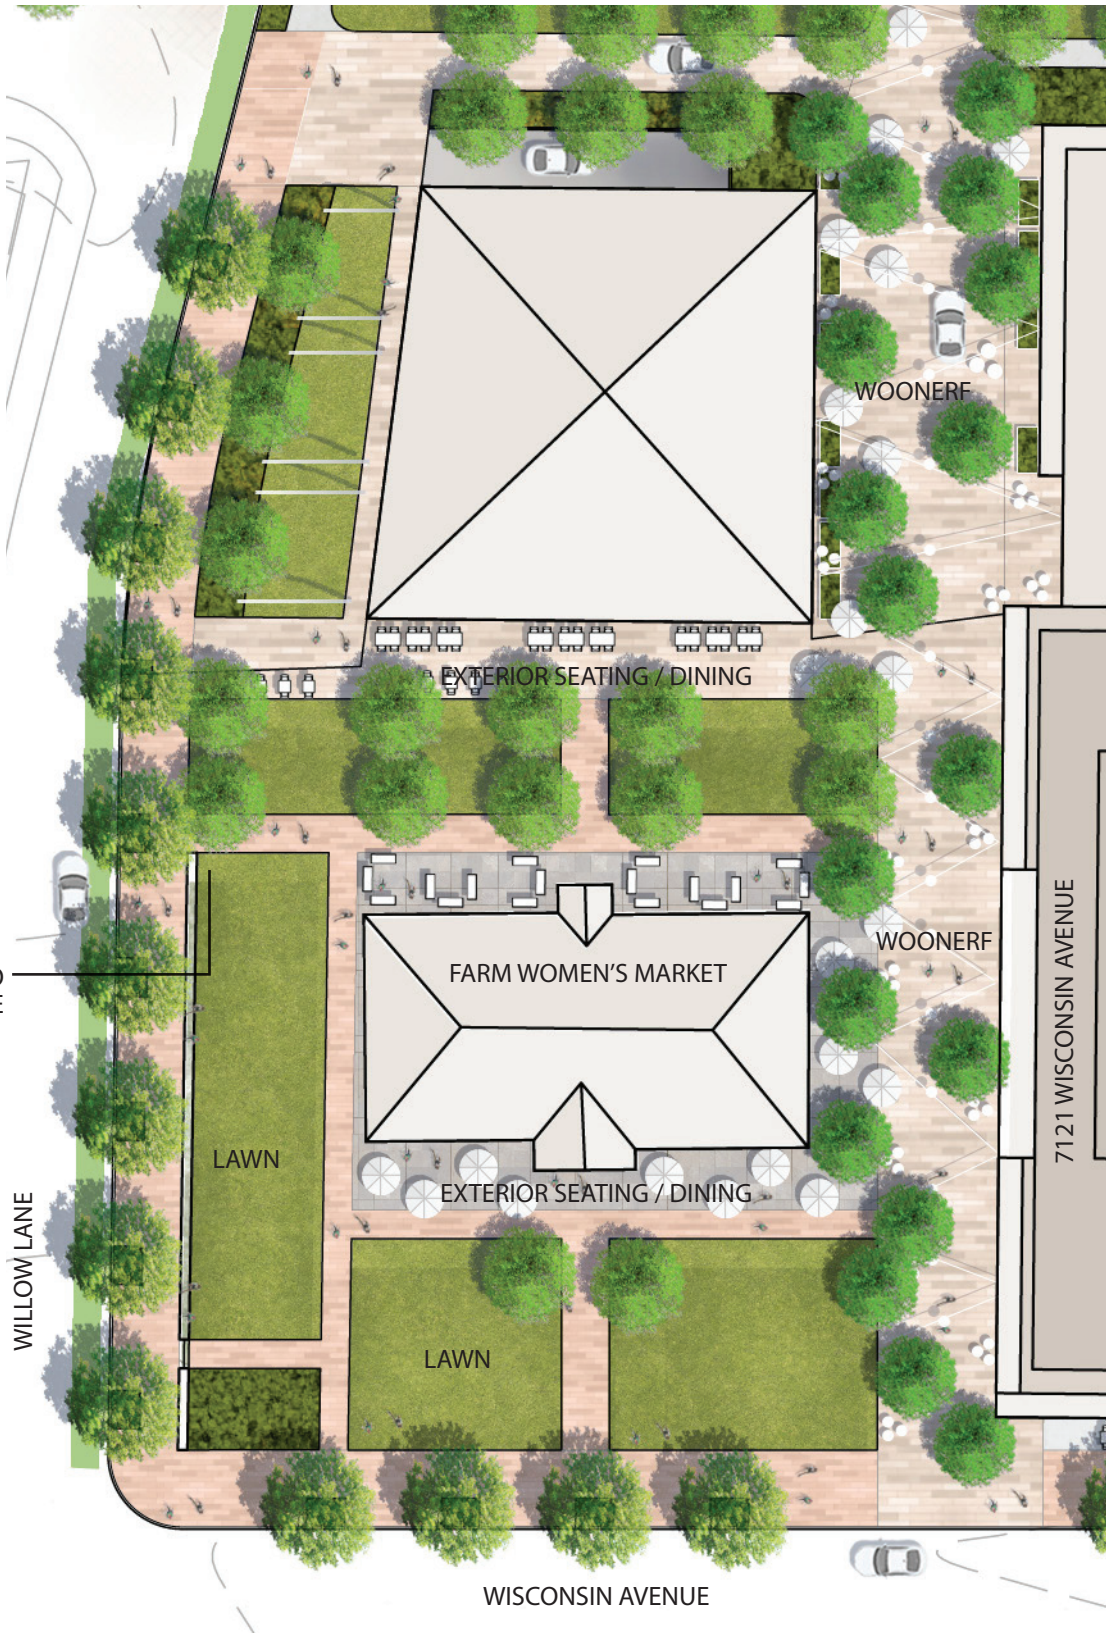 WOONERF
EXTERIOR SEATING / DINING
WOONERF
FARM WOMEN'S MARKET
7121 WISCONSIN AVENUE
LAWN
EXTERIOR SEATING / DINING
WILLOW LANE
LAWN
WISCONSIN AVENUE